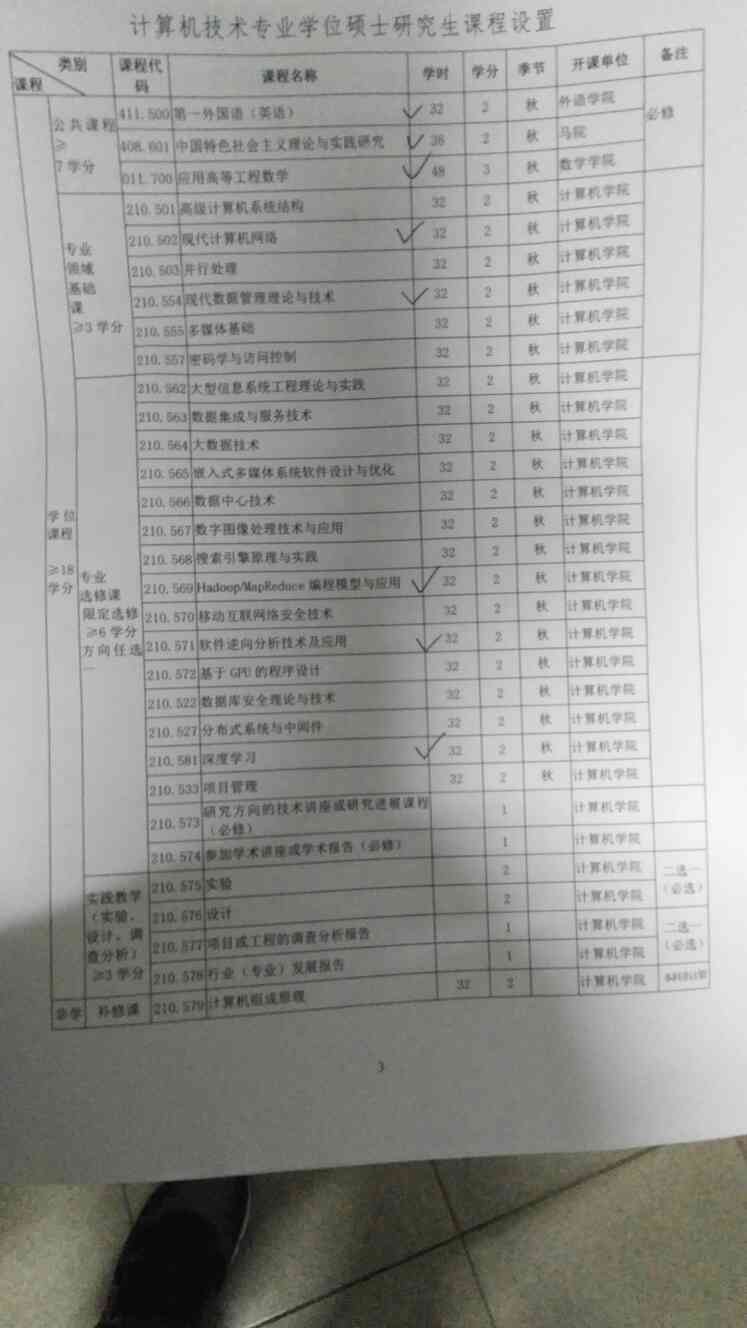 计算机技术专业学位硕士研究生课程设置
类别 课程代码 课程名称 学时 学分 季节 开课单位 备注
课程
学位课程 ≥18学分
公共课程 ≥7学分
411.500 第一外国语（英语） 32 2 秋 外语学院 必修
408.601 中国特色社会主义理论与实践研究 36 2 秋 马院
011.700 应用高等工程数学 48 3 秋 数学学院
专业领域基础课 ≥3学分
210.501 高级计算机系统结构 32 2 秋 计算机学院
210.502 现代计算机网络 32 2 秋 计算机学院
210.503 并行处理 32 2 秋 计算机学院
210.554 现代数据管理理论与技术 32 2 秋 计算机学院
210.555 多媒体基础 32 2 秋 计算机学院
210.557 密码学与访问控制 32 2 秋 计算机学院
专业选修课限定选修 ≥6学分 方向任选一
210.562 大型信息系统工程理论与实践 32 2 秋 计算机学院
210.563 数据集成与服务技术 32 2 秋 计算机学院
210.564 大数据技术 32 2 秋 计算机学院
210.565 嵌入式多媒体系统软件设计与优化 32 2 秋 计算机学院
210.566 数据中心技术 32 2 秋 计算机学院
210.567 数字图像处理技术与应用 32 2 秋 计算机学院
210.568 搜索引擎原理与实践 32 2 秋 计算机学院
210.569 Hadoop/MapReduce 编程模型与应用 32 2 秋 计算机学院
210.570 移动互联网络安全技术 32 2 秋 计算机学院
210.571 软件逆向分析技术及应用 32 2 秋 计算机学院
210.572 基于 GPU 的程序设计 32 2 秋 计算机学院
210.522 数据库安全理论与技术 32 2 秋 计算机学院
210.527 分布式系统与中间件 32 2 秋 计算机学院
210.581 深度学习 32 2 秋 计算机学院
210.533 项目管理 32 2 秋 计算机学院
210.573 研究方向的技术讲座或研究进展课程（必修） 1 计算机学院
210.574 参加学术讲座或学术报告（必修） 1 计算机学院
实践教学（实验、设计、调查分析） ≥3学分
210.575 实验 2 计算机学院 二选一（必选）
210.576 设计 2 计算机学院
210.577 项目或工程的调查分析报告 1 计算机学院 二选一（必选）
210.578 行业（专业）发展报告 1 计算机学院
非学 补修课 210.579 计算机组成原理 32 2 计算机学院
3